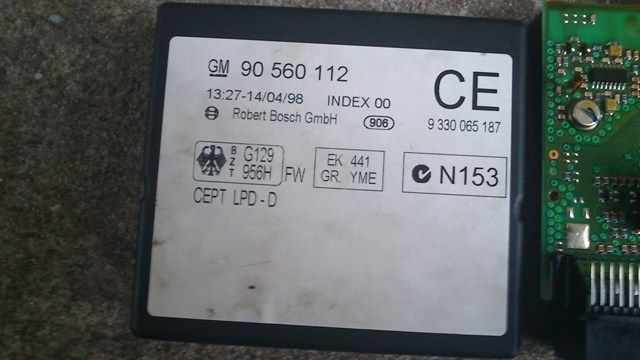 GM 90 560 112
CE
13:27-14/04/98 INDEX 00
Robert Bosch GmbH 906
9 330 065 187
BZT G129
956H FW
EK 441
GR. YME
N153
CEPT LPD - D